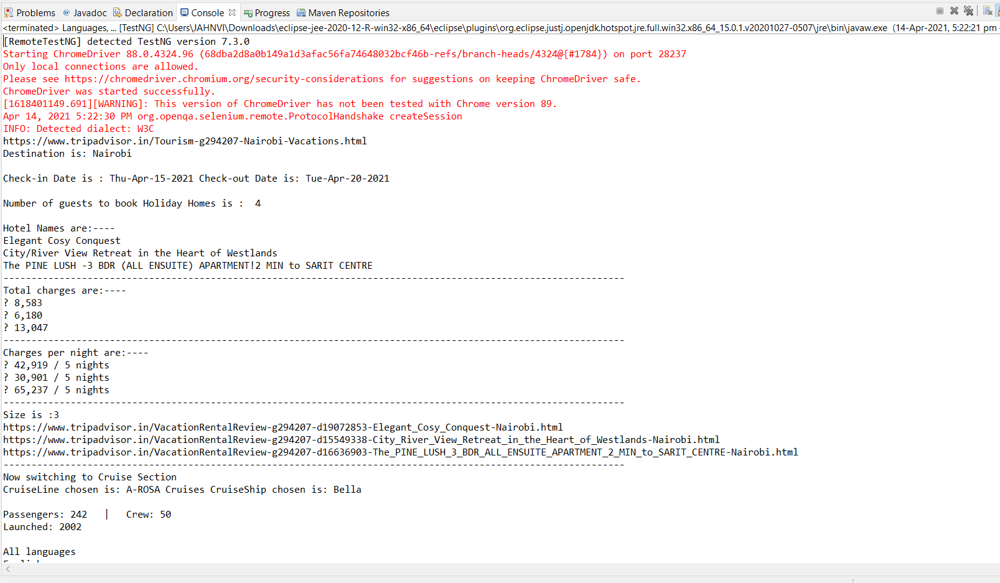 Problems @ Javadoc Declaration Console Progress Maven Repositories
<terminated> Languages, ... [TestNG] C:\Users\JAHNVI\Downloads\eclipse-jee-2020-12-R-win32-x86_64\eclipse\plugins\org.eclipse.justj.openjdk.hotspot.jre.full.win32.x86_64_15.0.1.v20201027-0507\jre\bin\javaw.exe (14-Apr-2021, 5:22:21 pm
[RemoteTestNG] detected TestNG version 7.3.0
Starting ChromeDriver 88.0.4324.96 (68dba2d8a0b149a1d3afac56fa74648032bcf46b-refs/branch-heads/4324@{#1784}) on port 28237
Only local connections are allowed.
Please see https://chromedriver.chromium.org/security-considerations for suggestions on keeping ChromeDriver safe.
ChromeDriver was started successfully.
[1618401149.691][WARNING]: This version of ChromeDriver has not been tested with Chrome version 89.
Apr 14, 2021 5:22:30 PM org.openqa.selenium.remote.ProtocolHandshake createSession
INFO: Detected dialect: W3C
https://www.tripadvisor.in/Tourism-g294207-Nairobi-Vacations.html
Destination is: Nairobi
Check-in Date is : Thu-Apr-15-2021 Check-out Date is: Tue-Apr-20-2021
Number of guests to book Holiday Homes is :  4
Hotel Names are:----
Elegant Cosy Conquest
City/River View Retreat in the Heart of Westlands
The PINE LUSH -3 BDR (ALL ENSUITE) APARTMENT!2 MIN to SARIT CENTRE
---------------------------------------------------------------------------------------------------------------
Total charges are:----
? 8,583
? 6,180
? 13,047
---------------------------------------------------------------------------------------------------------------
Charges per night are:----
? 42,919 / 5 nights
? 30,901 / 5 nights
? 65,237 / 5 nights
---------------------------------------------------------------------------------------------------------------
Size is :3
https://www.tripadvisor.in/VacationRentalReview-g294207-d19072853-Elegant_Cosy_Conquest-Nairobi.html
https://www.tripadvisor.in/VacationRentalReview-g294207-d15549338-City_River_View_Retreat_in_the_Heart_of_Westlands-Nairobi.html
https://www.tripadvisor.in/VacationRentalReview-g294207-d16636903-The_PINE_LUSH_3_BDR_ALL_ENSUITE_APARTMENT_2_MIN_to_SARIT_CENTRE-Nairobi.html
---------------------------------------------------------------------------------------------------------------
Now switching to Cruise Section
CruiseLine chosen is: A-ROSA Cruises CruiseShip chosen is: Bella
Passengers: 242   |   Crew: 50
Launched: 2002
All languages